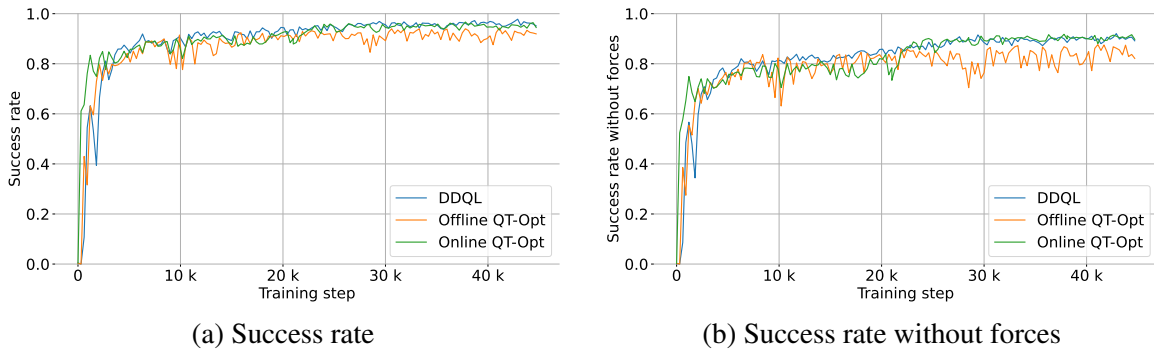 1.0
0.8
0.6
0.4
0.2
0.0
Success rate
0
10 k
20 k
30 k
40 k
Training step
DDQL
Offline QT-Opt
Online QT-Opt
(a) Success rate
1.0
0.8
0.6
0.4
0.2
0.0
Success rate without forces
0
10 k
20 k
30 k
40 k
Training step
DDQL
Offline QT-Opt
Online QT-Opt
(b) Success rate without forces